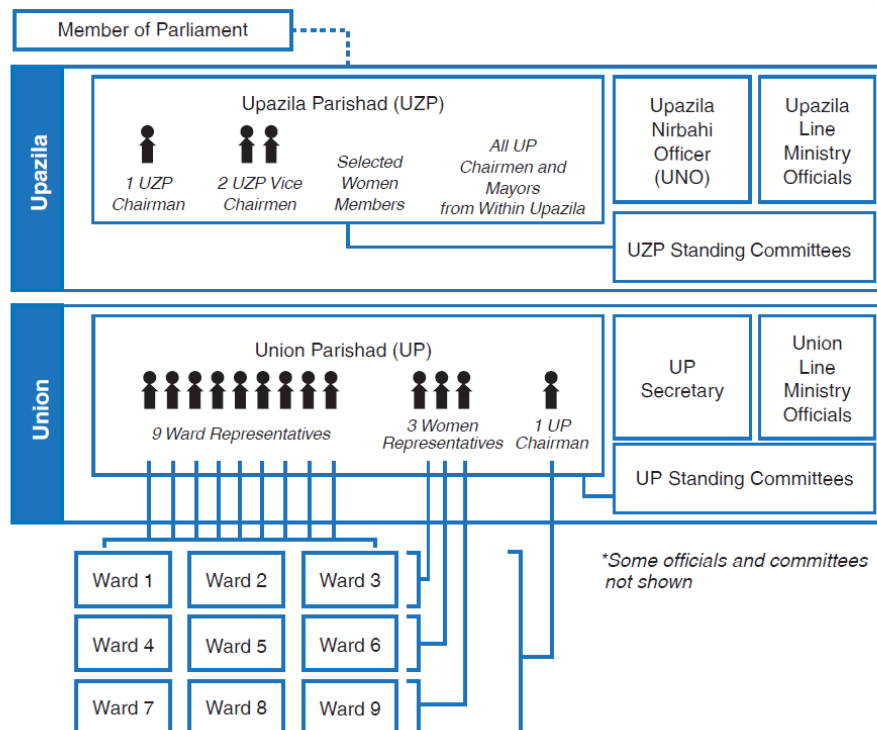 Member of Parliament
Upazila
Upazila Parishad (UZP)
1 UZP
Chairman
2 UZP Vice
Chairmen
Selected
Women
Members
All UP
Chairmen and
Mayors
from Within Upazila
Upazila
Nirbahi
Officer
(UNO)
Upazila
Line
Ministry
Officials
UZP Standing Committees
Union
Union Parishad (UP)
9 Ward Representatives
3 Women
Representatives
1 UP
Chairman
UP
Secretary
Union
Line
Ministry
Officials
UP Standing Committees
Ward 1
Ward 2
Ward 3
Ward 4
Ward 5
Ward 6
Ward 7
Ward 8
Ward 9
*Some officials and committees
not shown